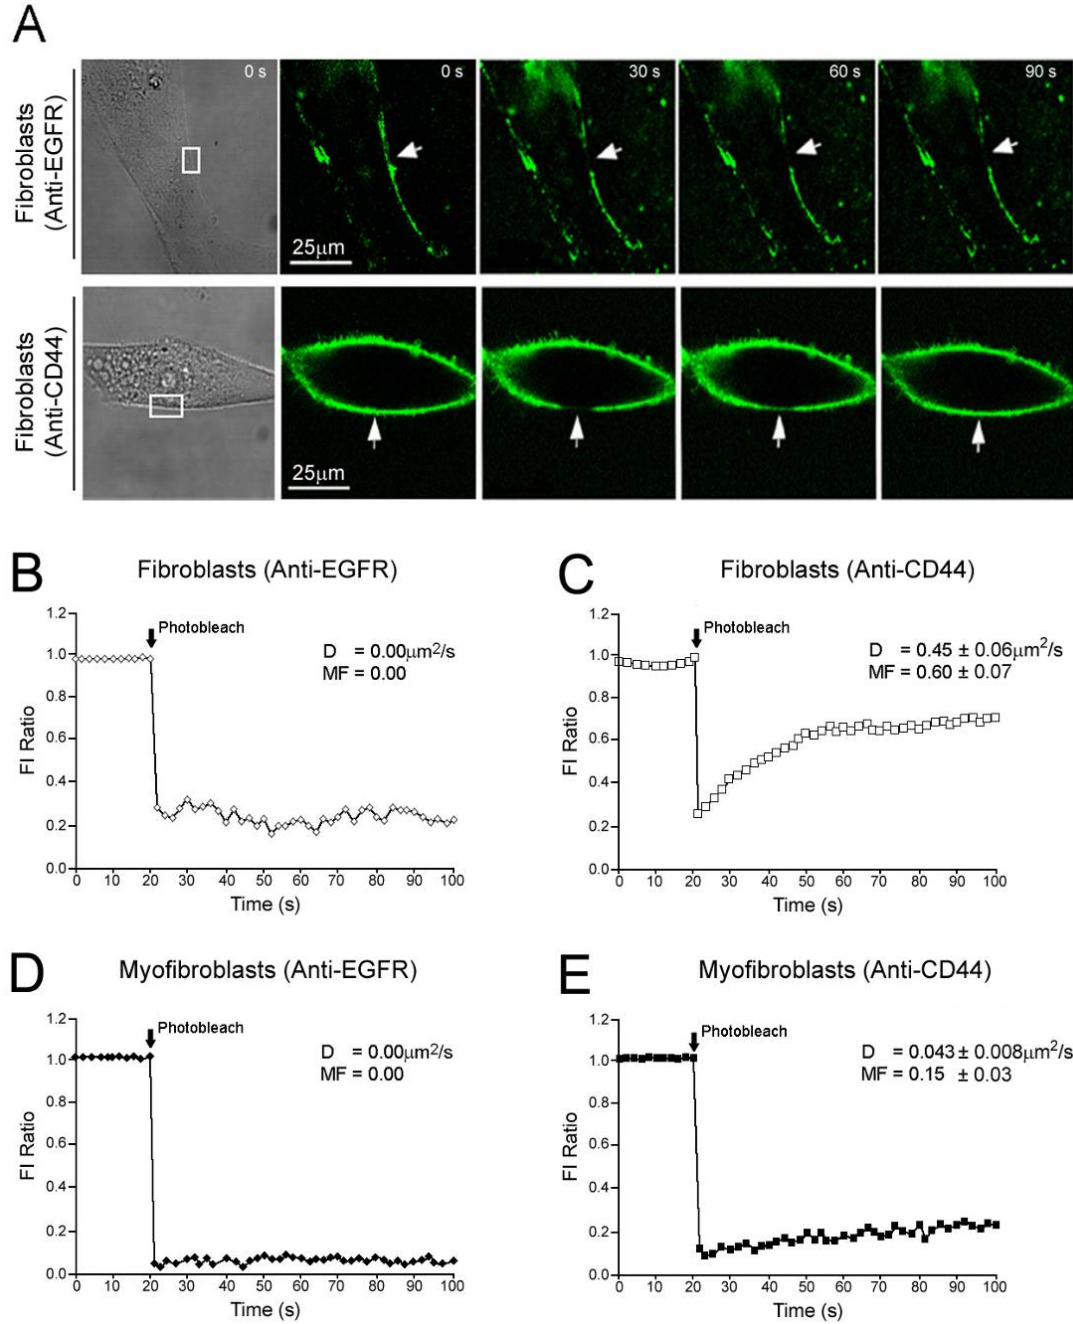 A
Fibroblasts
(Anti-EGFR)
0 s
0 s
30 s
60 s
90 s
25μm
Fibroblasts
(Anti-CD44)
25μm
B
Fibroblasts (Anti-EGFR)
1.2
1.0
0.8
0.6
0.4
0.2
0.0
FI Ratio
Photobleach
D = 0.00μm²/s
MF = 0.00
0 10 20 30 40 50 60 70 80 90 100
Time (s)
C
Fibroblasts (Anti-CD44)
1.2
1.0
0.8
0.6
0.4
0.2
0.0
FI Ratio
Photobleach
D = 0.45 ± 0.06μm²/s
MF = 0.60 ± 0.07
0 10 20 30 40 50 60 70 80 90 100
Time (s)
D
Myofibroblasts (Anti-EGFR)
1.2
1.0
0.8
0.6
0.4
0.2
0.0
FI Ratio
Photobleach
D = 0.00μm²/s
MF = 0.00
0 10 20 30 40 50 60 70 80 90 100
Time (s)
E
Myofibroblasts (Anti-CD44)
1.2
1.0
0.8
0.6
0.4
0.2
0.0
FI Ratio
Photobleach
D = 0.043 ± 0.008μm²/s
MF = 0.15 ± 0.03
0 10 20 30 40 50 60 70 80 90 100
Time (s)